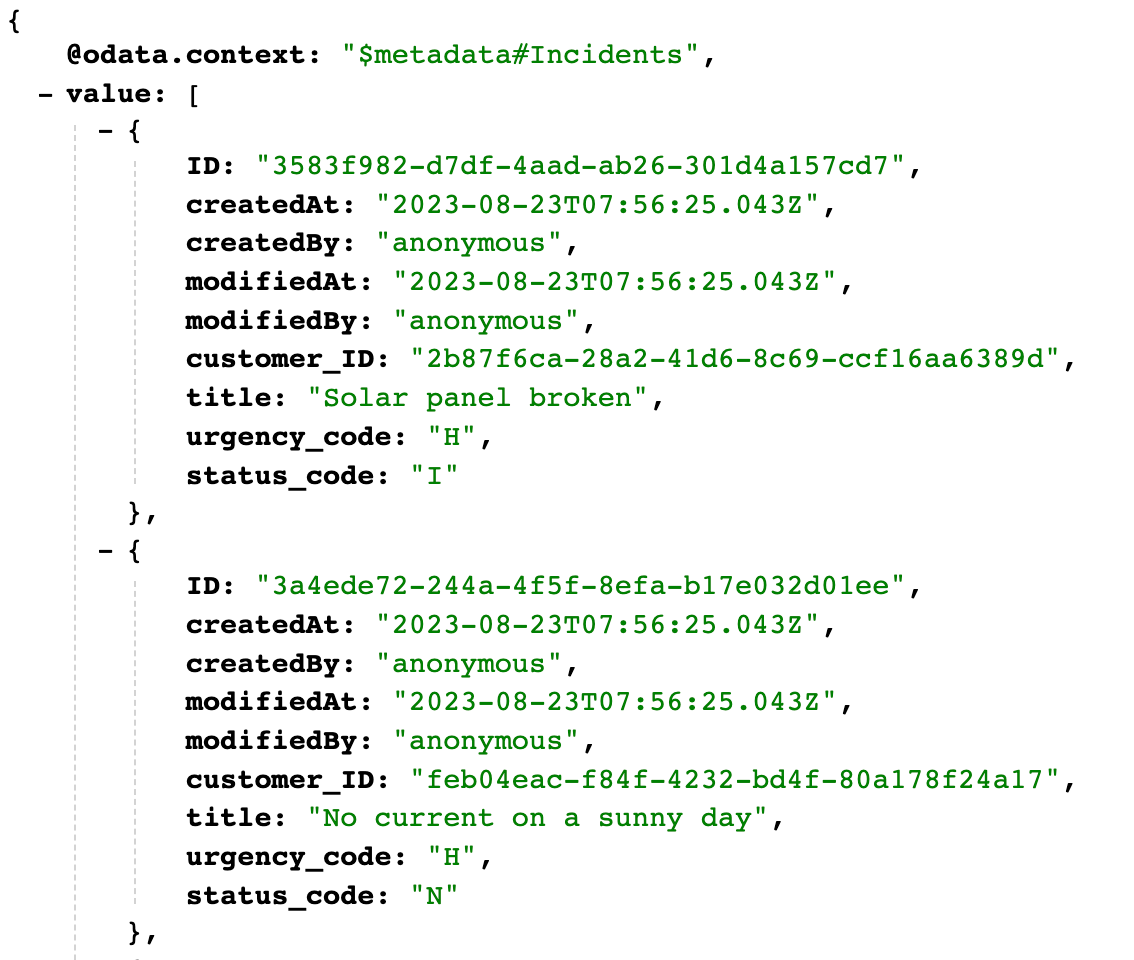 {
@odata.context: "$metadata#Incidents",
– value: [
– {
ID: "3583f982-d7df-4aad-ab26-301d4a157cd7",
createdAt: "2023-08-23T07:56:25.043Z",
createdBy: "anonymous",
modifiedAt: "2023-08-23T07:56:25.043Z",
modifiedBy: "anonymous",
customer_ID: "2b87f6ca-28a2-41d6-8c69-ccf16aa6389d",
title: "Solar panel broken",
urgency_code: "H",
status_code: "I"
},
– {
ID: "3a4ede72-244a-4f5f-8efa-b17e032d01ee",
createdAt: "2023-08-23T07:56:25.043Z",
createdBy: "anonymous",
modifiedAt: "2023-08-23T07:56:25.043Z",
modifiedBy: "anonymous",
customer_ID: "feb04eac-f84f-4232-bd4f-80a178f24a17",
title: "No current on a sunny day",
urgency_code: "H",
status_code: "N"
},